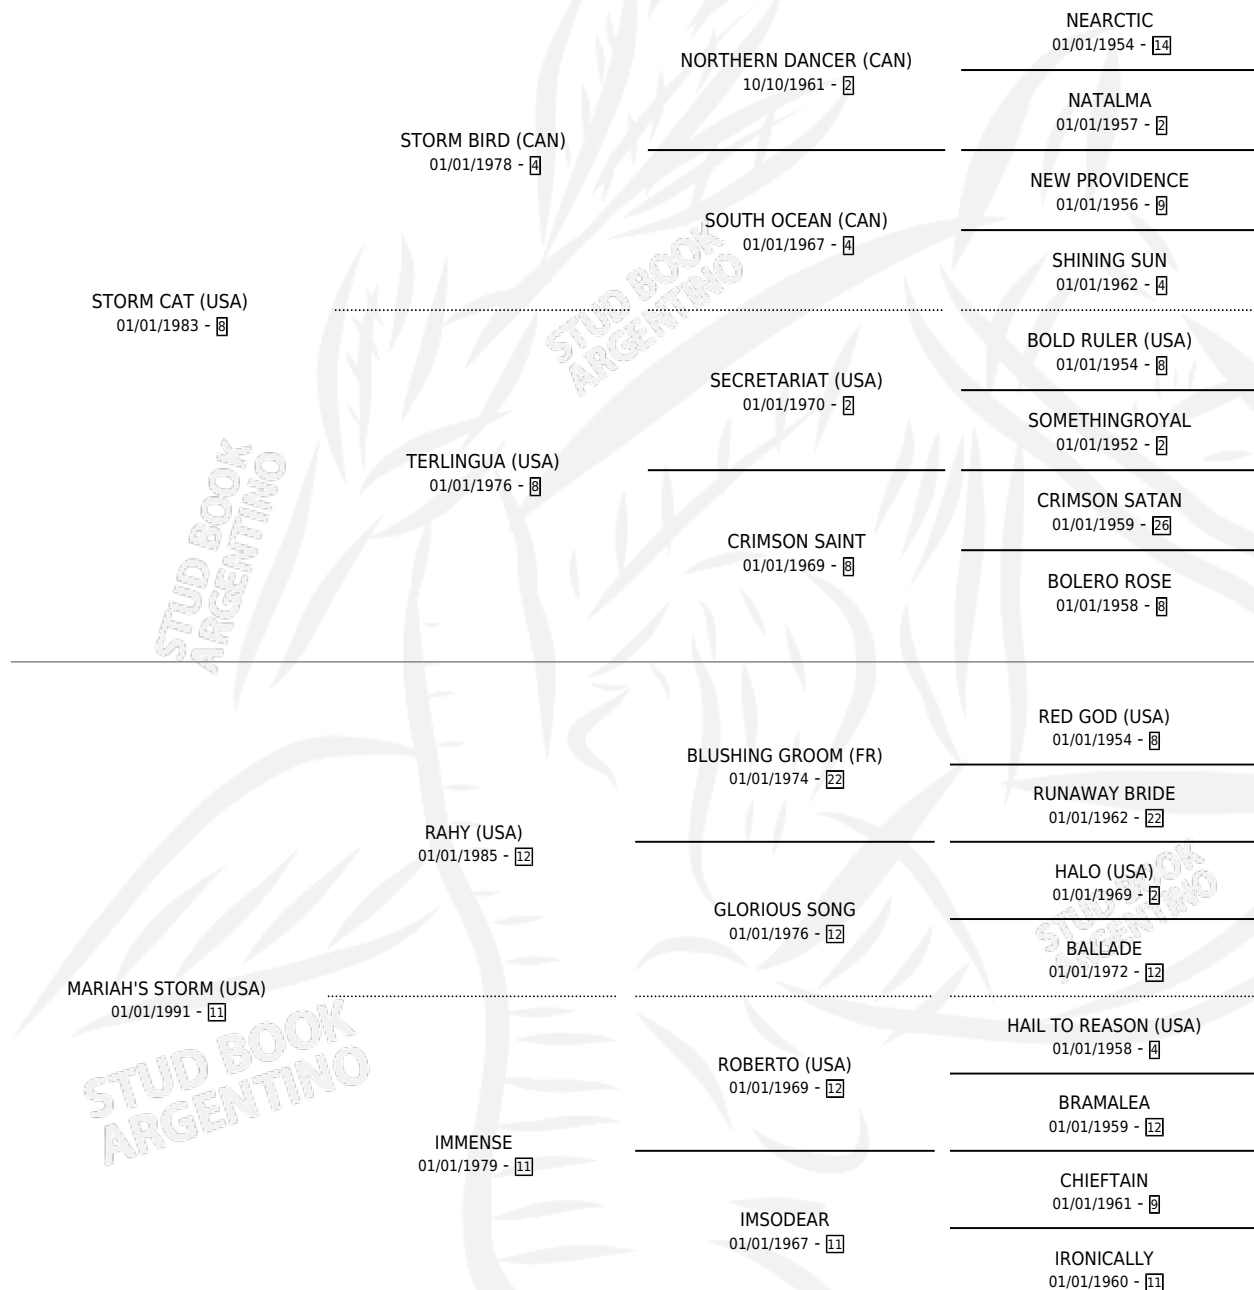 NEARCTIC
01/01/1954 - 14
NORTHERN DANCER (CAN)
10/10/1961 - 2
NATALMA
01/01/1957 - 2
STORM BIRD (CAN)
01/01/1978 - 4
NEW PROVIDENCE
01/01/1956 - 9
SOUTH OCEAN (CAN)
01/01/1967 - 4
SHINING SUN
01/01/1962 - 4
STORM CAT (USA)
01/01/1983 - 8
STUD BOOK
ARGENTINO
BOLD RULER (USA)
01/01/1954 - 8
SECRETARIAT (USA)
01/01/1970 - 2
SOMETHINGROYAL
01/01/1952 - 2
TERLINGUA (USA)
01/01/1976 - 8
CRIMSON SATAN
01/01/1959 - 26
CRIMSON SAINT
01/01/1969 - 8
BOLERO ROSE
01/01/1958 - 8
STUD BOOK
ARGENTINO
RED GOD (USA)
01/01/1954 - 8
BLUSHING GROOM (FR)
01/01/1974 - 22
RUNAWAY BRIDE
01/01/1962 - 22
RAHY (USA)
01/01/1985 - 12
HALO (USA)
01/01/1969 - 2
GLORIOUS SONG
01/01/1976 - 12
BALLADE
01/01/1972 - 12
STUD BOOK
ARGENTINO
MARIAH'S STORM (USA)
01/01/1991 - 11
HAIL TO REASON (USA)
01/01/1958 - 4
ROBERTO (USA)
01/01/1969 - 12
BRAMALEA
01/01/1959 - 12
STUD BOOK
ARGENTINO
IMMENSE
01/01/1979 - 11
CHIEFTAIN
01/01/1961 - 9
IMSODEAR
01/01/1967 - 11
IRONICALLY
01/01/1960 - 11